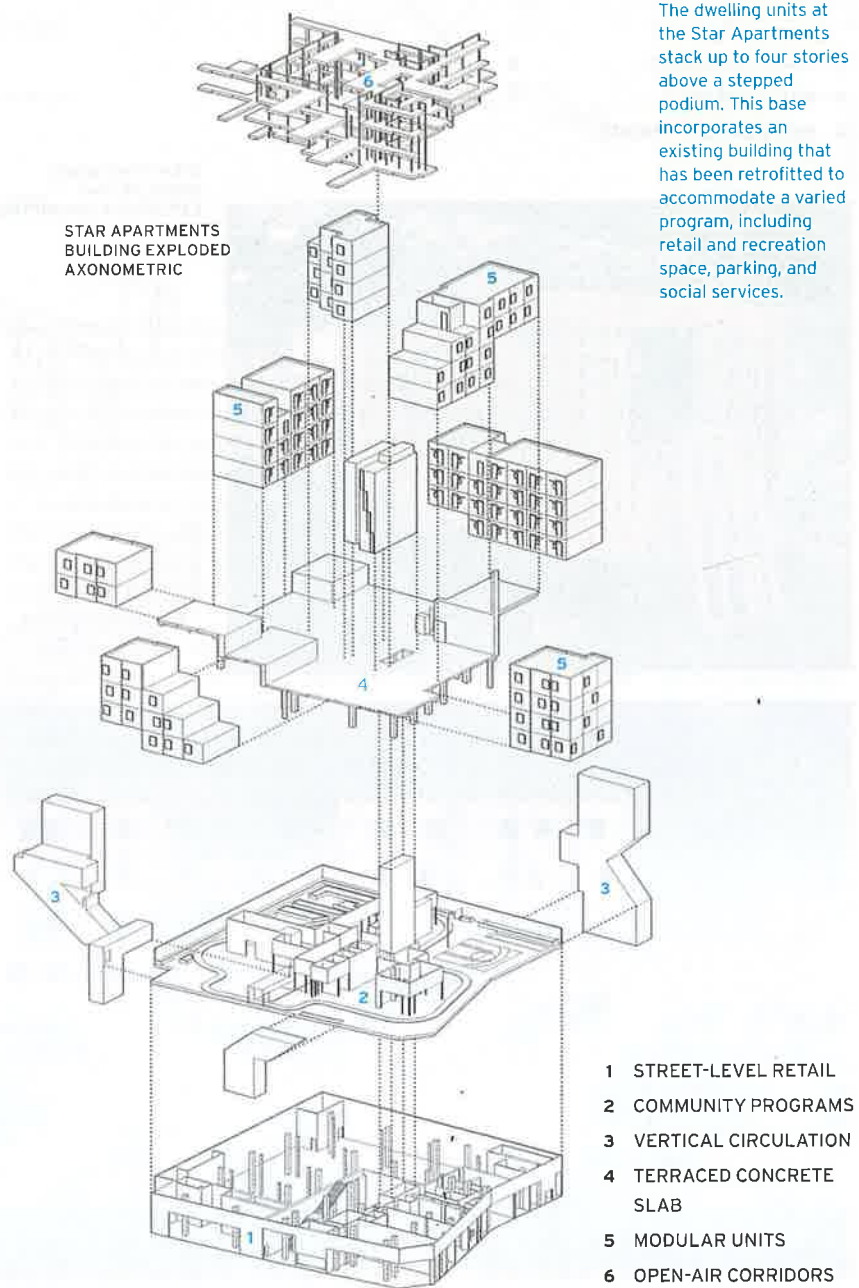 The dwelling units at
the Star Apartments
stack up to four stories
above a stepped
podium. This base
incorporates an
existing building that
has been retrofitted to
accommodate a varied
program, including
retail and recreation
space, parking, and
social services.
6
STAR APARTMENTS
BUILDING EXPLODED
AXONOMETRIC
5
5
4
5
3
3
2
1
1 STREET-LEVEL RETAIL
2 COMMUNITY PROGRAMS
3 VERTICAL CIRCULATION
4 TERRACED CONCRETE
SLAB
5 MODULAR UNITS
6 OPEN-AIR CORRIDORS